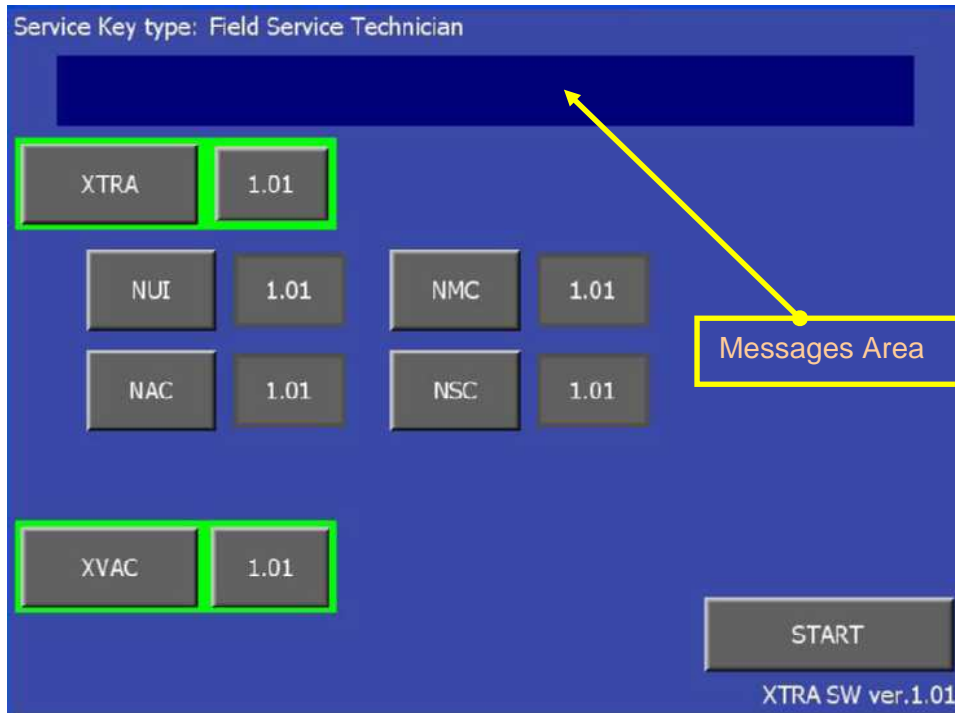 Service Key type: Field Service Technician
XTRA 1.01
NUI 1.01 NMC 1.01
Messages Area
NAC 1.01 NSC 1.01
XVAC 1.01
START
XTRA SW ver.1.01